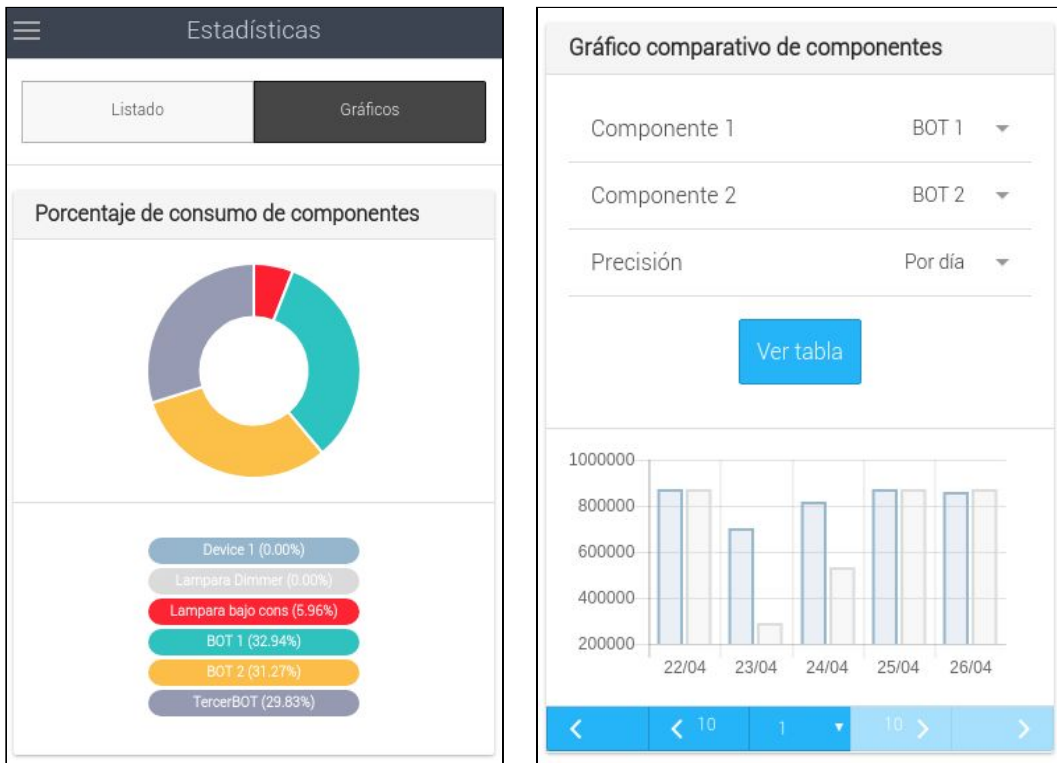 Estadísticas
Listado
Gráficos
Porcentaje de consumo de componentes
Device 1 (0.00%)
Lampara Dimmer (0.00%)
Lampara bajo cons (5.96%)
BOT 1 (32.94%)
BOT 2 (31.27%)
TercerBOT (29.83%)
Gráfico comparativo de componentes
Componente 1 BOT 1
Componente 2 BOT 2
Precisión Por día
Ver tabla
1000000
800000
600000
400000
200000
22/04 23/04 24/04 25/04 26/04
10 1 10